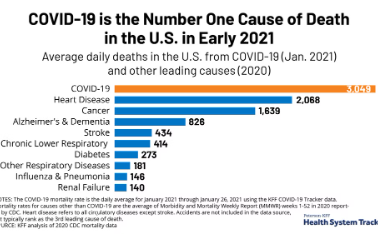 COVID-19 is the Number One Cause of Death
in the U.S. in Early 2021
Average daily deaths in the U.S. from COVID-19 (Jan. 2021)
and other leading causes (2020)
COVID-19 3,049
Heart Disease 2,068
Cancer 1,639
Alzheimer's & Dementia 826
Stroke 434
Chronic Lower Respiratory 414
Diabetes 273
Other Respiratory Diseases 181
Influenza & Pneumonia 146
Renal Failure 140
TES: The COVID-19 mortality rate is the daily average for January 2021 through January 26, 2021 using the KFF COVID-19 Tracker data.
rtality rates for causes other than COVID-19 are the average of Morbidity and Mortality Weekly Report (MMWR) weeks 1-52 in 2020 report-
by CDC. Heart disease refers to all circulatory diseases except stroke. Accidents are not included in the data source,
typically rank as the 3rd leading cause of death.
URCE: KFF analysis of 2020 CDC mortality data
Peterson-KFF
Health System Track